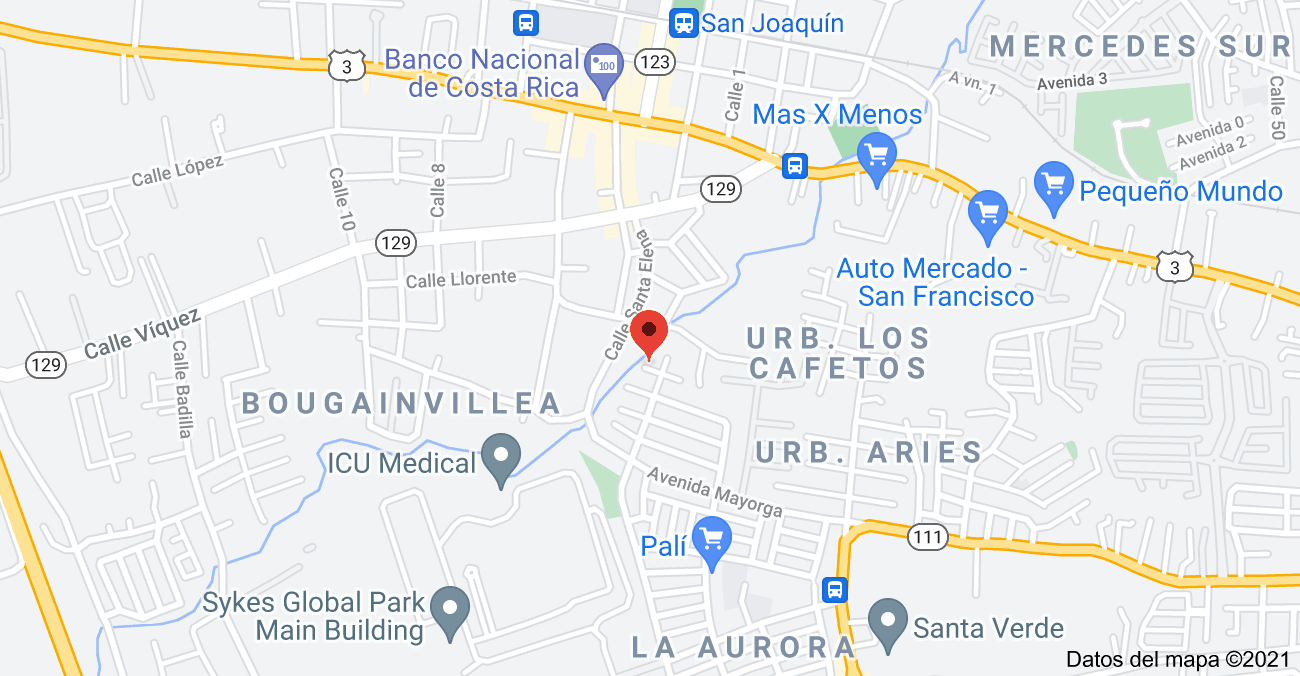 San Joaquín
MERCEDES SUR
3
Banco Nacional
de Costa Rica
100
123
Calle 1
Avn. 1
Avenida 3
Calle 50
Mas X Menos
Avenida 0
Avenida 2
Calle López
Calle 10
Calle 8
129
Pequeño Mundo
129
Calle Santa Elena
Calle Llorente
Auto Mercado -
San Francisco
3
Calle Víquez
129
Calle Badilla
URB. LOS
CAFETOS
BOUGAINVILLEA
URB. ARIES
ICU Medical
Avenida Mayorga
111
Palí
Sykes Global Park
Main Building
Santa Verde
LA AURORA
Datos del mapa ©2021